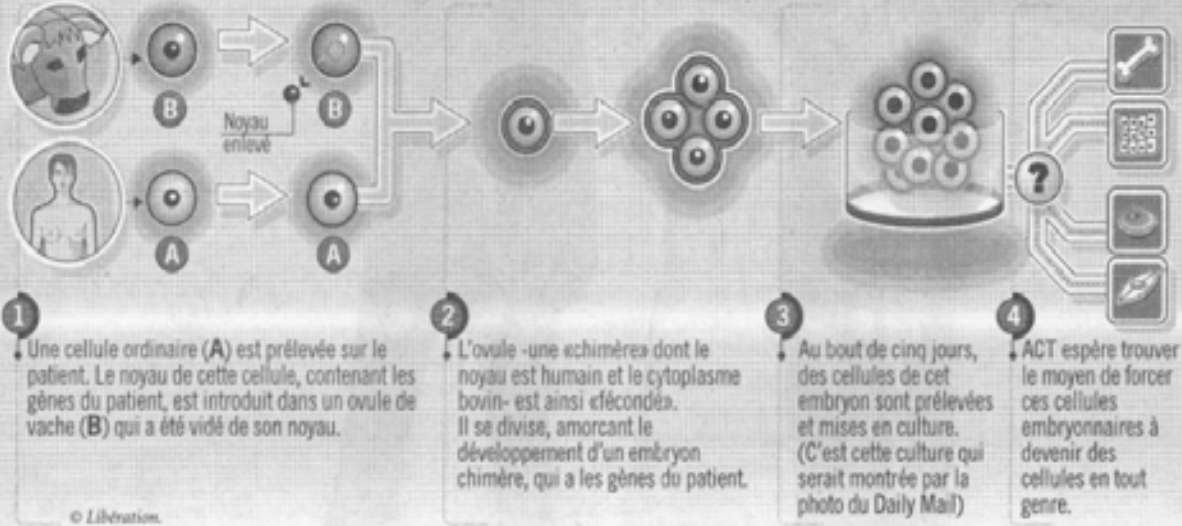 B
B
Noyau
enlevé
A
A
?
1
Une cellule ordinaire (A) est prélevée sur le
patient. Le noyau de cette cellule, contenant les
gênes du patient, est introduit dans un ovule de
vache (B) qui a été vidé de son noyau.
2
L'ovule -une «chimère» dont le
noyau est humain et le cytoplasme
bovin- est ainsi «fécondé».
Il se divise, amorcant le
développement d'un embryon
chimère, qui a les gênes du patient.
3
Au bout de cinq jours,
des cellules de cet
embryon sont prélevées
et mises en culture.
(C'est cette culture qui
serait montrée par la
photo du Daily Mail)
4
ACT espère trouver
le moyen de forcer
ces cellules
embryonnaires à
devenir des
cellules en tout
genre.
© Libération.